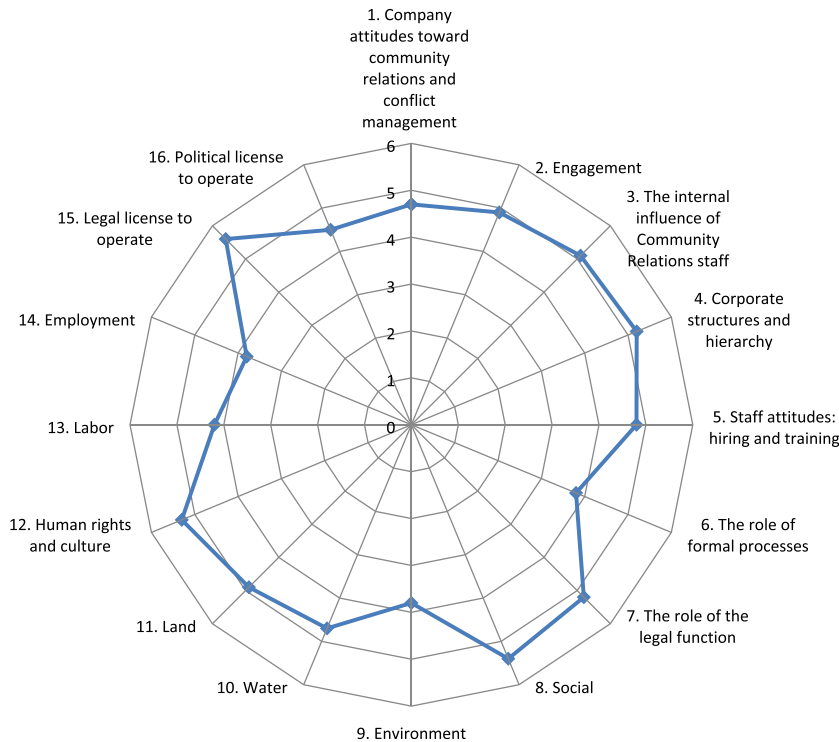 1. Company
attitudes toward
community
relations and
conflict
management
2. Engagement
3. The internal
influence of
Community
Relations staff
4. Corporate
structures and
hierarchy
5. Staff attitudes:
hiring and training
6. The role of
formal processes
7. The role of the
legal function
8. Social
9. Environment
10. Water
11. Land
12. Human rights
and culture
13. Labor
14. Employment
15. Legal license to
operate
16. Political license
to operate
6
5
4
3
2
1
0